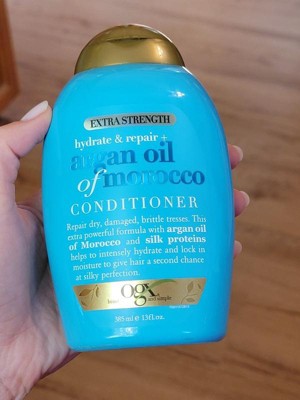 EXTRA STRENGTH
hydrate & repair +
argan oil
of morocco
CONDITIONER
Repair dry, damaged, brittle tresses. This
extra powerful formula with argan oil
of Morocco and silk proteins
helps to intensely hydrate and lock in
moisture to give hair a second chance
at silky perfection.
ogx
385 ml e 13 fl oz.